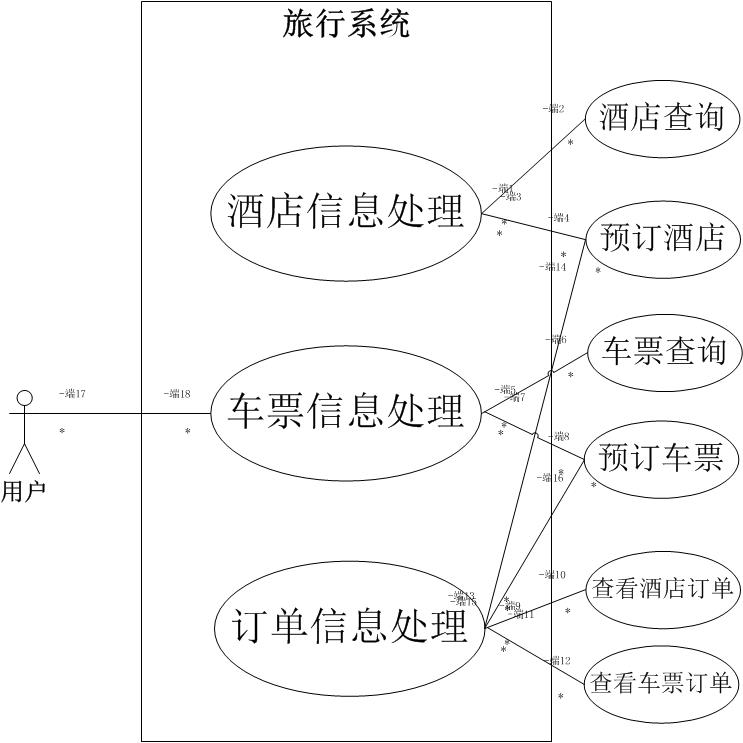 旅行系统
-端2
酒店查询
*
酒店信息处理
-端1
-端3
*
*
-端4
预订酒店
*
*
-端14
-端6
车票查询
*
-端17
-端18
车票信息处理
-端5
-端7
*
*
*
*
-端8
预订车票
*
*
-端16
用户
-端10
查看酒店订单
*
-端13
-端15
*
*
-端9
-端11
订单信息处理
*
*
-端12
查看车票订单
*